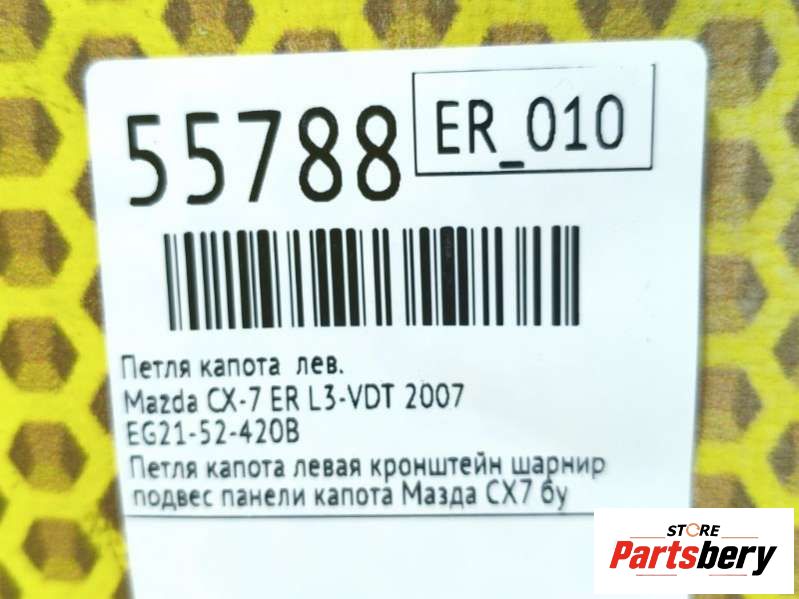 55788
ER_010
Петля капота лев.
Mazda CX-7 ER L3-VDT 2007
EG21-52-420B
Петля капота левая кронштейн шарнир
подвес панели капота Мазда СХ7 бу
STORE
Partsbery